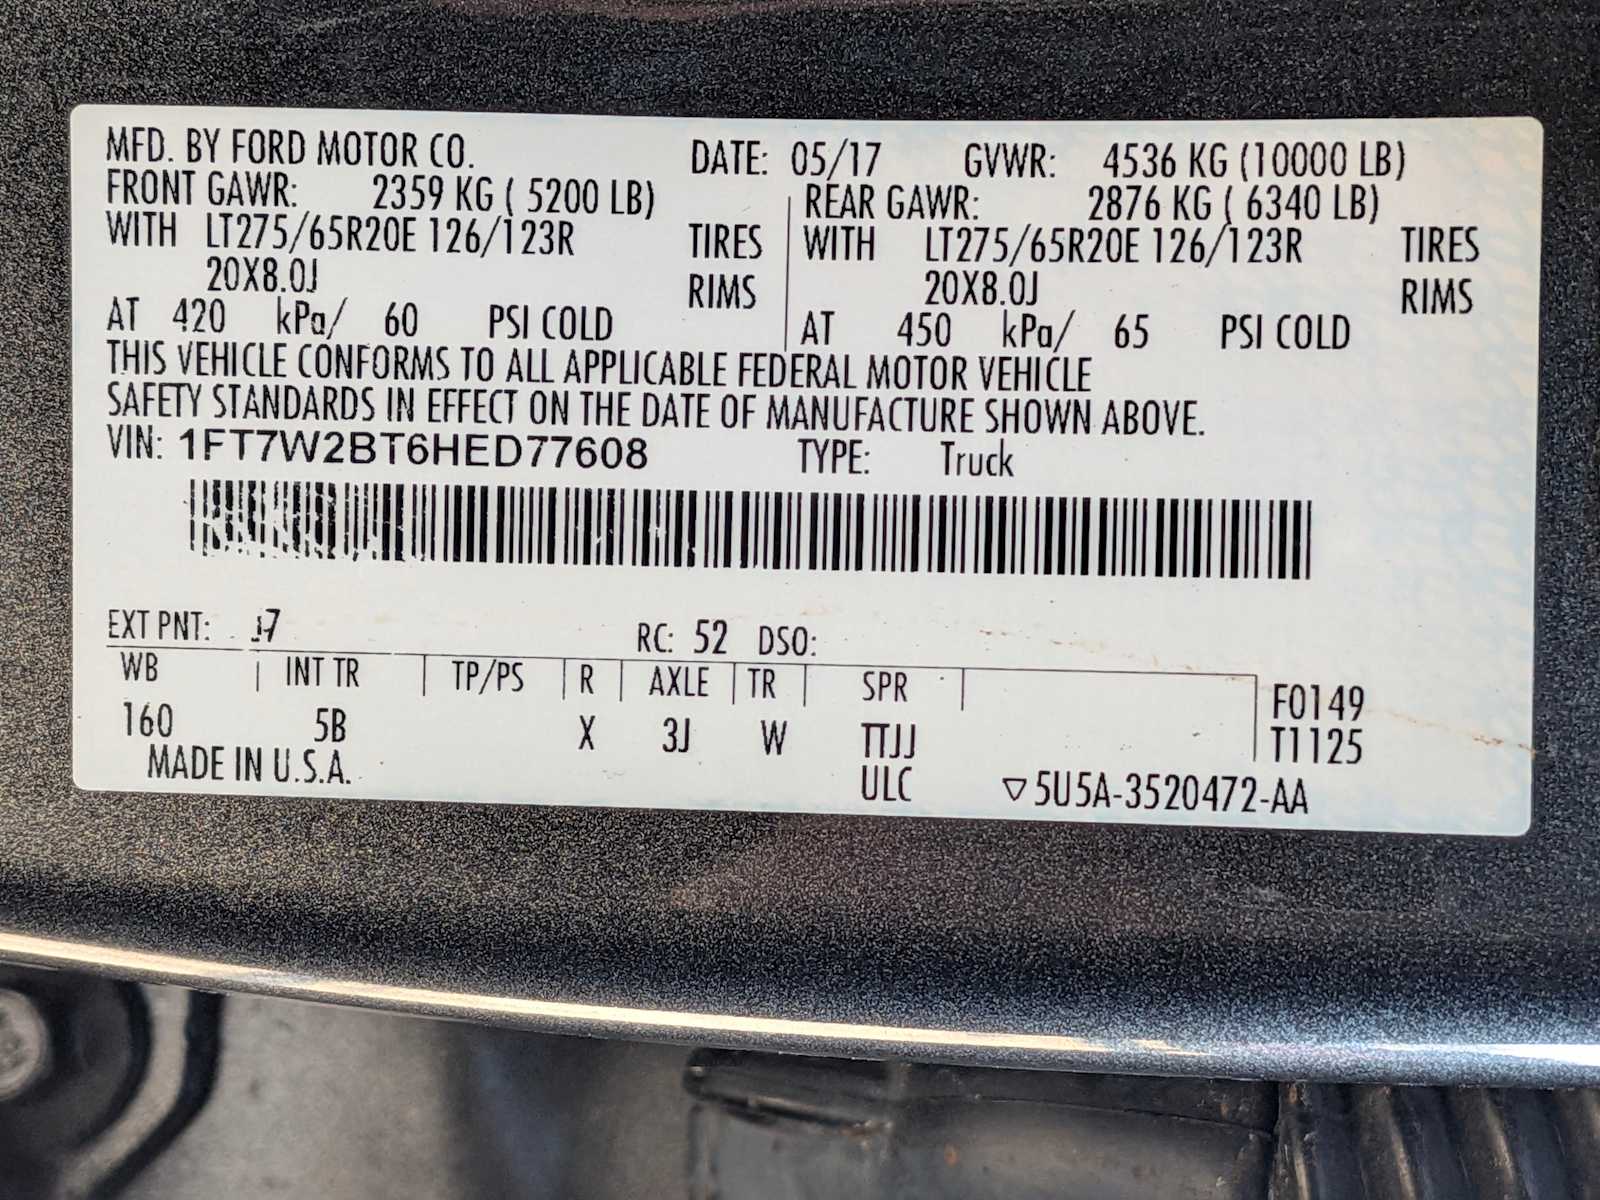 MFD. BY FORD MOTOR CO. DATE: 05/17 GVWR: 4536 KG (10000 LB)
FRONT GAWR: 2359 KG ( 5200 LB) REAR GAWR: 2876 KG ( 6340 LB)
WITH LT275/65R20E 126/123R TIRES WITH LT275/65R20E 126/123R TIRES
20X8.0J RIMS 20X8.0J RIMS
AT 420 kPa/ 60 PSI COLD AT 450 kPa/ 65 PSI COLD
THIS VEHICLE CONFORMS TO ALL APPLICABLE FEDERAL MOTOR VEHICLE
SAFETY STANDARDS IN EFFECT ON THE DATE OF MANUFACTURE SHOWN ABOVE.
VIN: 1FT7W2BT6HED77608 TYPE: Truck
EXT PNT: J7 RC: 52 DSO:
WB INT TR TP/PS R AXLE TR SPR F0149
160 5B X 3J W TTJJ T1125
MADE IN U.S.A. ULC ▽5U5A-3520472-AA